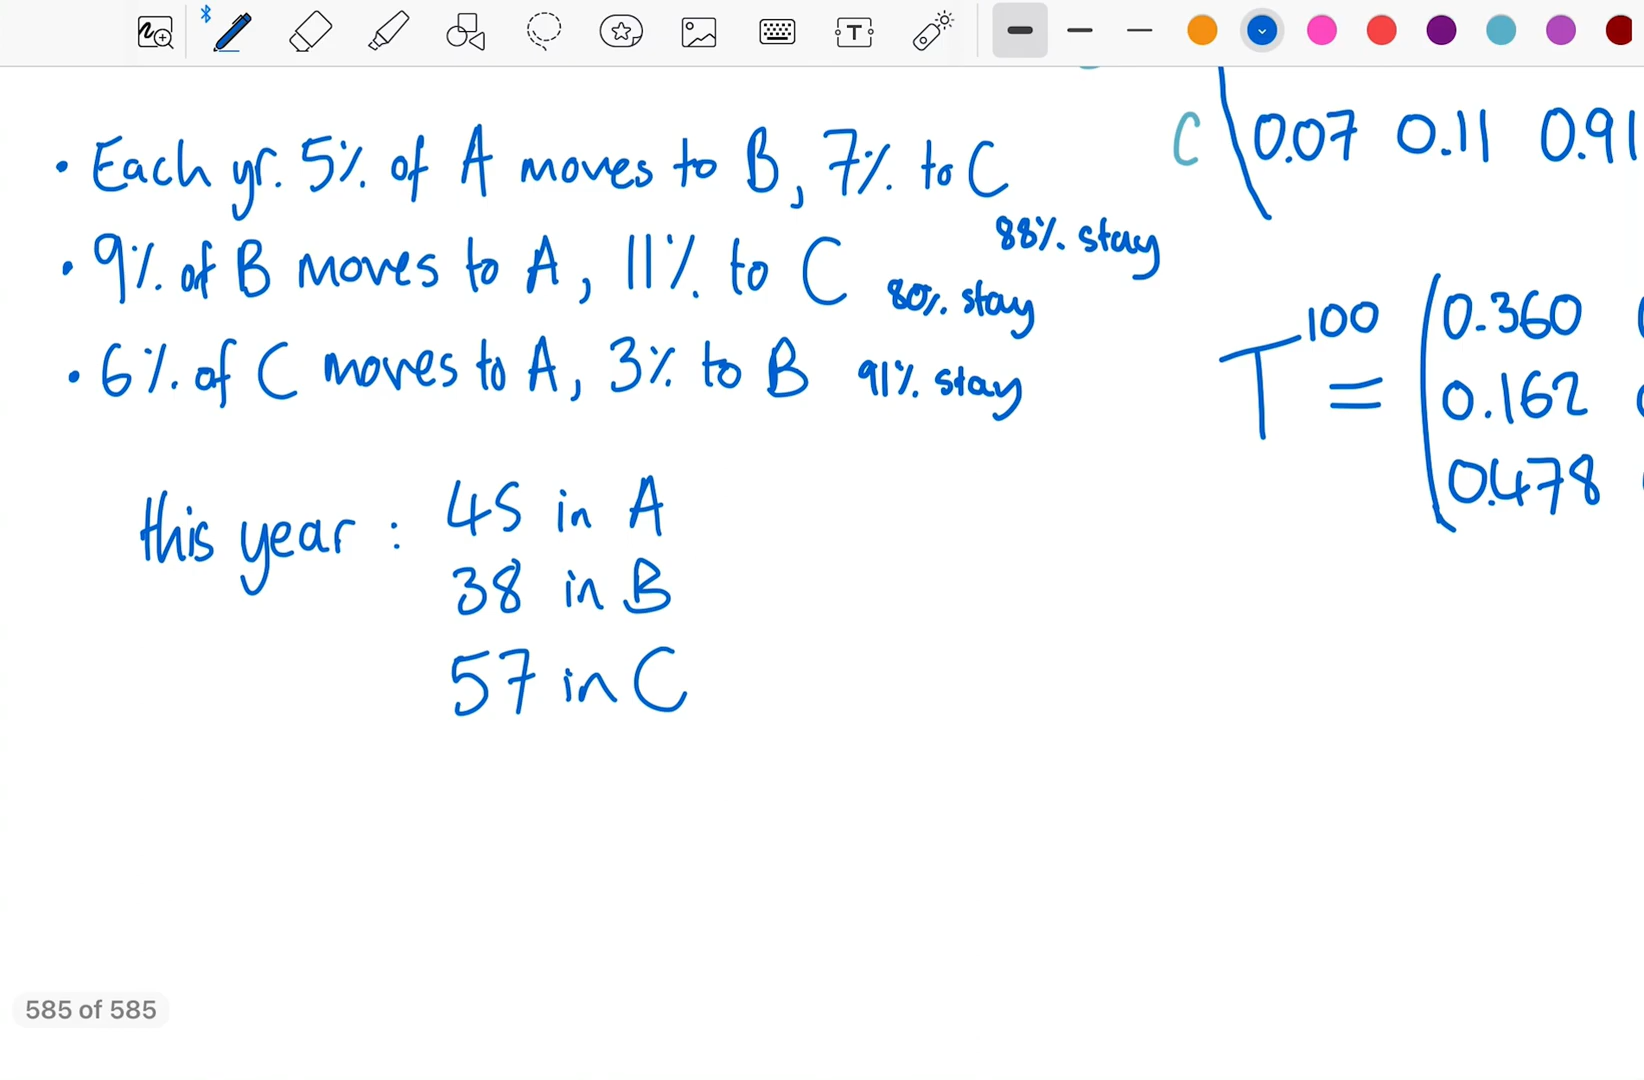 C 0.07 0.11 0.91
• Each yr. 5% of A moves to B, 7% to C
88% stay
• 9% of B moves to A, 11% to C 80% stay
• 6% of C moves to A, 3% to B 91% stay
T^100 = 0.360
0.162
0.478
this year : 45 in A
38 in B
57 in C
585 of 585